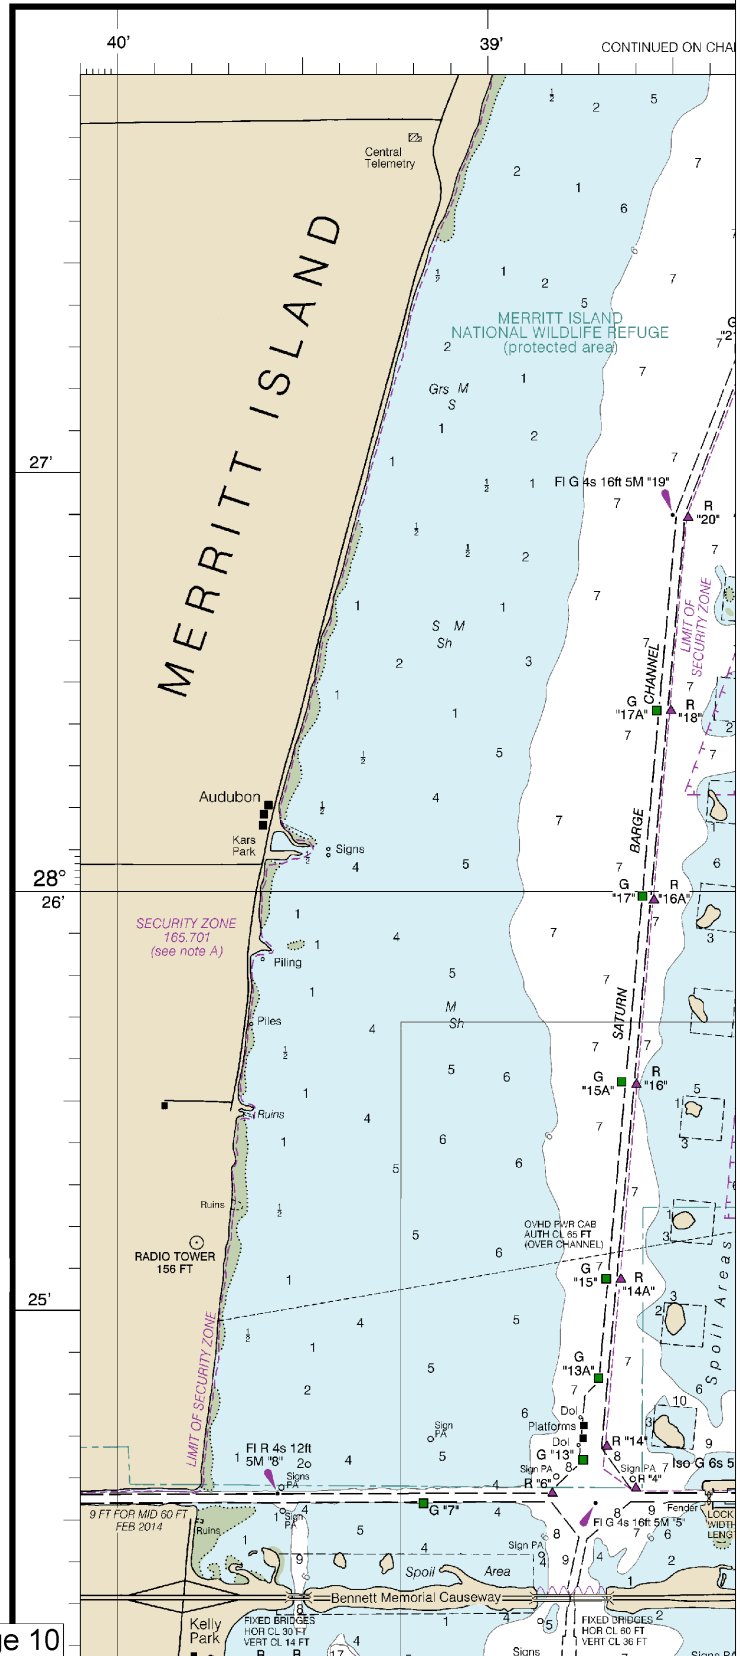 40'
39'
CONTINUED ON CHA
Central
Telemetry
MERRITT ISLAND
MERRITT ISLAND
NATIONAL WILDLIFE REFUGE
(protected area)
Grs M
S
27'
Fl G 4s 16ft 5M "19"
R
"20"
LIMIT OF
SECURITY ZONE
S M
Sh
CHANNEL
G
"17A"
R
"18"
Audubon
Kars
Park
Signs
BARGE
28°
26'
G
"17"
R
"16A"
SECURITY ZONE
165.701
(see note A)
Piling
M
Sh
Piles
SATURN
G
"15A"
R
"16"
Ruins
Ruins
RADIO TOWER
156 FT
OVHD PWR CAB
AUTH CL 65 FT
(OVER CHANNEL)
G
"15"
R
"14A"
25'
LIMIT OF SECURITY ZONE
G
"13A"
Spoil Areas
Dol
Platforms
Dol
Sign
PA
R "14"
G "13"
Fl R 4s 12ft
5M "8"
Signs
PA
Sign PA
R "6"
Sign PA
R "4"
Iso G 6s 5
9 FT FOR MID 60 FT
FEB 2014
G "7"
Fl G 4s 16ft 5M "5"
Fender
LOCK
WIDTH
LENG
Ruins
Sign
PA
Sign PA
Spoil Area
Bennett Memorial Causeway
Kelly
Park
FIXED BRIDGES
HOR CL 30 FT
VERT CL 14 FT
FIXED BRIDGES
HOR CL 60 FT
VERT CL 36 FT
Signs
ge 10